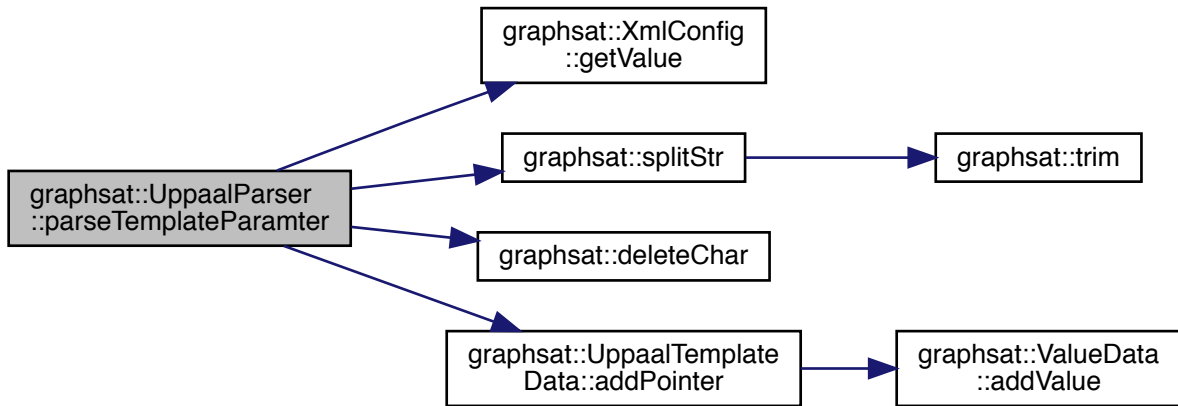 graphsat::XmlConfig
::getValue
graphsat::splitStr
graphsat::trim
graphsat::UppaalParser
::parseTemplateParamter
graphsat::deleteChar
graphsat::UppaalTemplate
Data::addPointer
graphsat::ValueData
::addValue